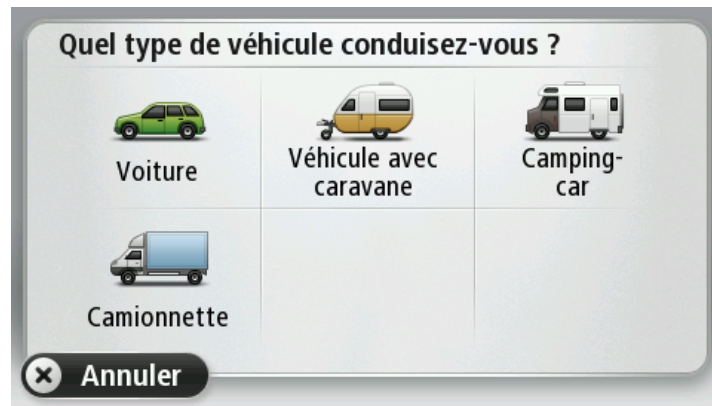 Quel type de véhicule conduisez-vous ?
Voiture
Véhicule avec
caravane
Camping-
car
Camionnette
Annuler